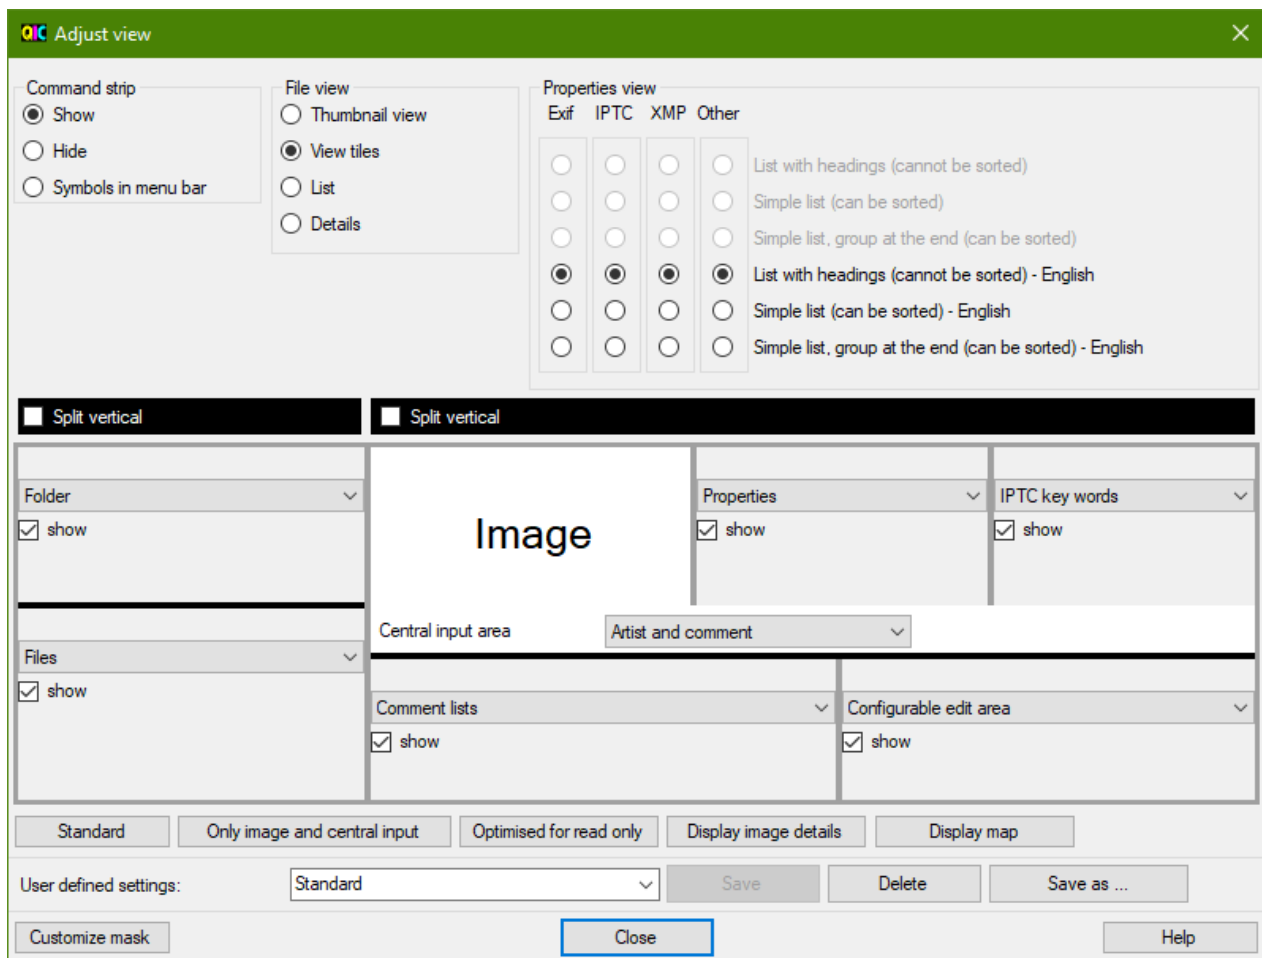 QIC Adjust view
Command strip
Show
Hide
Symbols in menu bar
File view
Thumbnail view
View tiles
List
Details
Properties view
Exif IPTC XMP Other
List with headings (cannot be sorted)
Simple list (can be sorted)
Simple list, group at the end (can be sorted)
List with headings (cannot be sorted) - English
Simple list (can be sorted) - English
Simple list, group at the end (can be sorted) - English
Split vertical
Split vertical
Folder
show
Files
show
Image
Properties
show
IPTC key words
show
Central input area Artist and comment
Comment lists
show
Configurable edit area
show
Standard Only image and central input Optimised for read only Display image details Display map
User defined settings: Standard Save Delete Save as ...
Customize mask Close Help